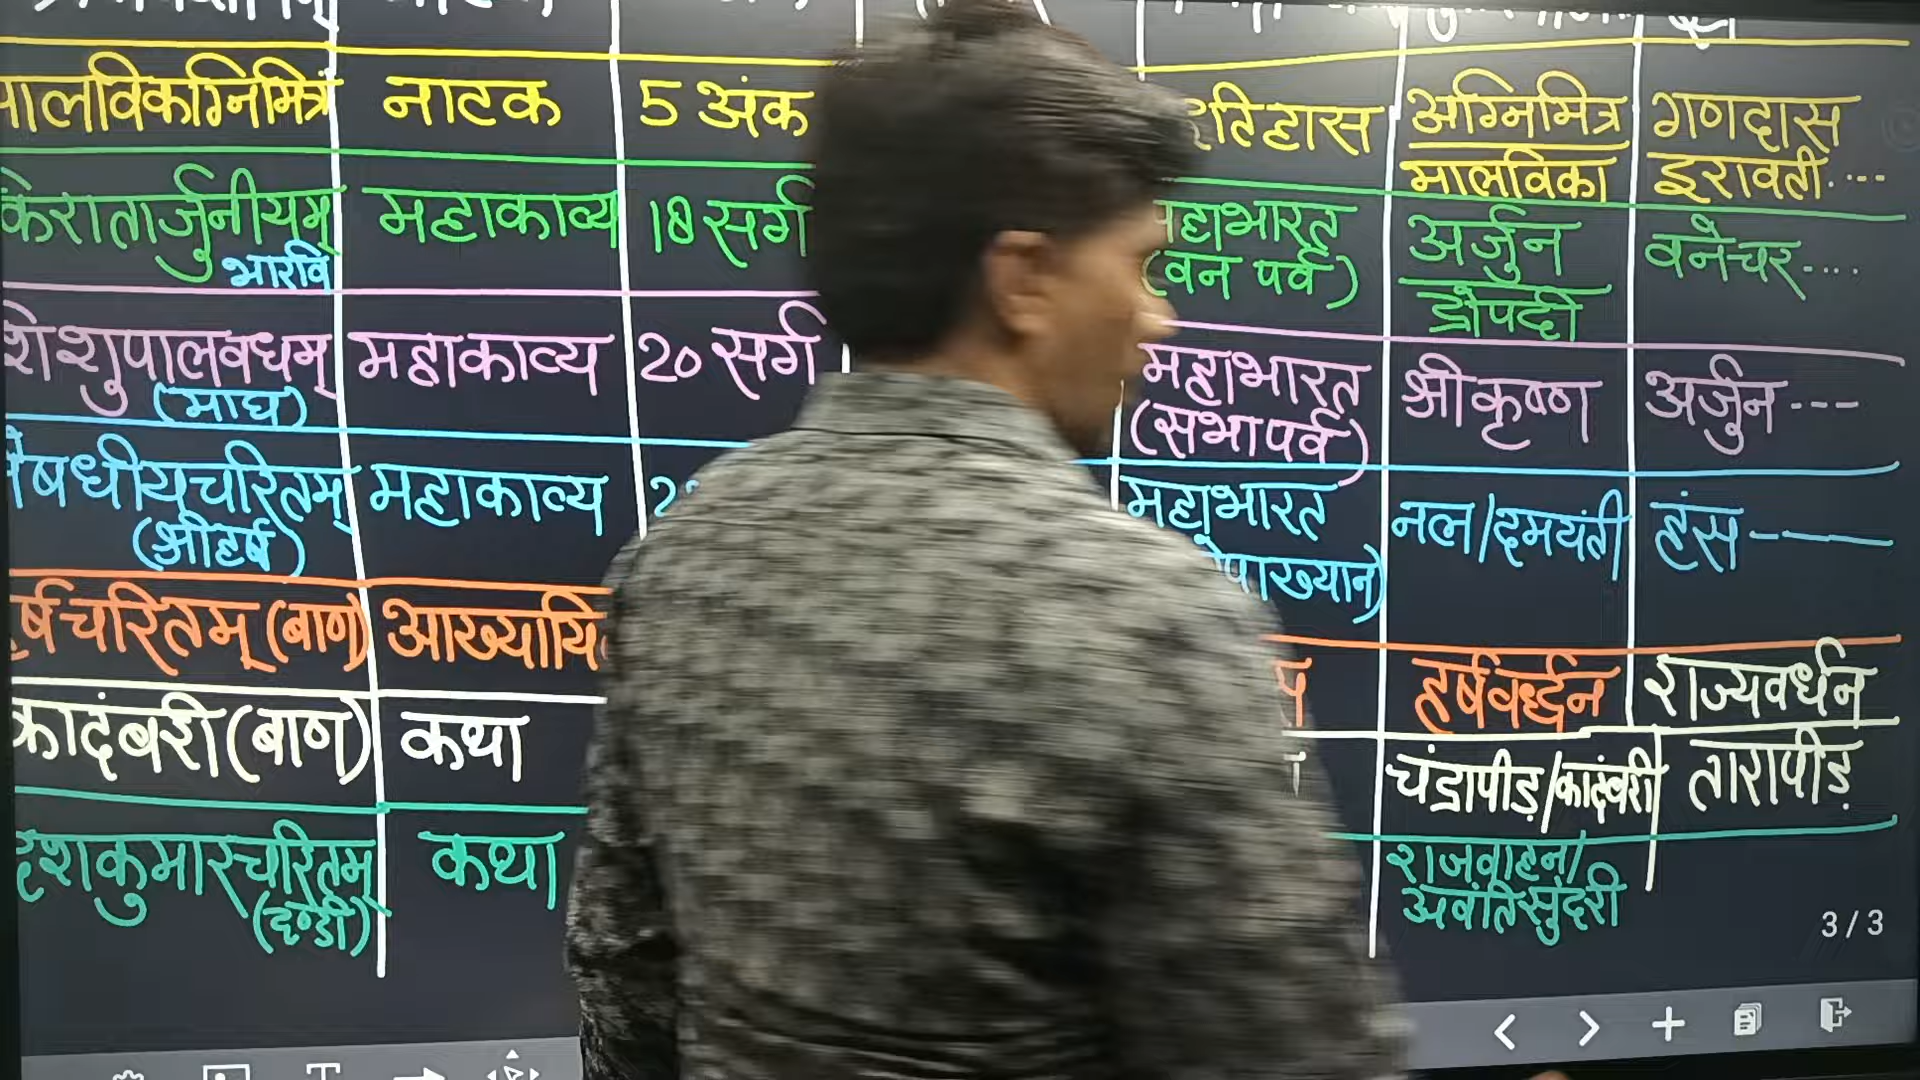 मालविकाग्निमित्रं नाटक 5 अंक इतिहास अग्निमित्र गणदास
मालविका इरावती....
किरातार्जुनीयम् महाकाव्य 18 सर्ग महाभारत अर्जुन वनेचर....
भारवि (वन पर्व) द्रौपदी
शिशुपालवधम् महाकाव्य 20 सर्ग महाभारत श्रीकृष्ण अर्जुन ---
(माघ) (सभापर्व)
नैषधीयचरितम् महाकाव्य महाभारत नल/दमयंती हंस
(श्रीहर्ष)
हर्षचरितम् (बाण) हर्षवर्द्धन राज्यवर्धन
कादंबरी (बाण) कथा चंद्रापीड़/कादंबरी तारापीड़
दशकुमारचरितम् कथा राजवाहन/
(दण्डी) अवंतिसुंदरी
3/3